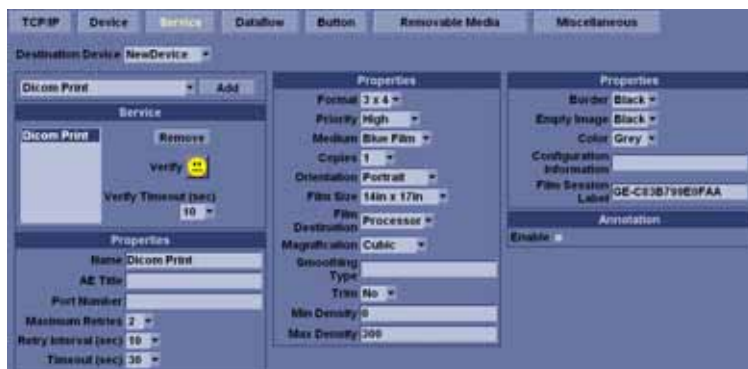 TCP/IP Device Service Dataflow Button Removable Media Miscellaneous
Destination Device NewDevice
Dicom Print Add
Service
Dicom Print
Remove
Verify
Verify Timeout (sec)
10
Properties
Name Dicom Print
AE Title
Port Number
Maximum Retries 2
Retry Interval (sec) 10
Timeout (sec) 30
Properties
Format 3 x 4
Priority High
Medium Blue Film
Copies 1
Orientation Portrait
Film Size 14in x 17in
Film
Destination Processor
Magnification Cubic
Smoothing
Type
Trim No
Min Density 0
Max Density 300
Properties
Border Black
Empty Image Black
Color Grey
Configuration
Information
Film Session
Label GE-C03B790E0FAA
Annotation
Enable